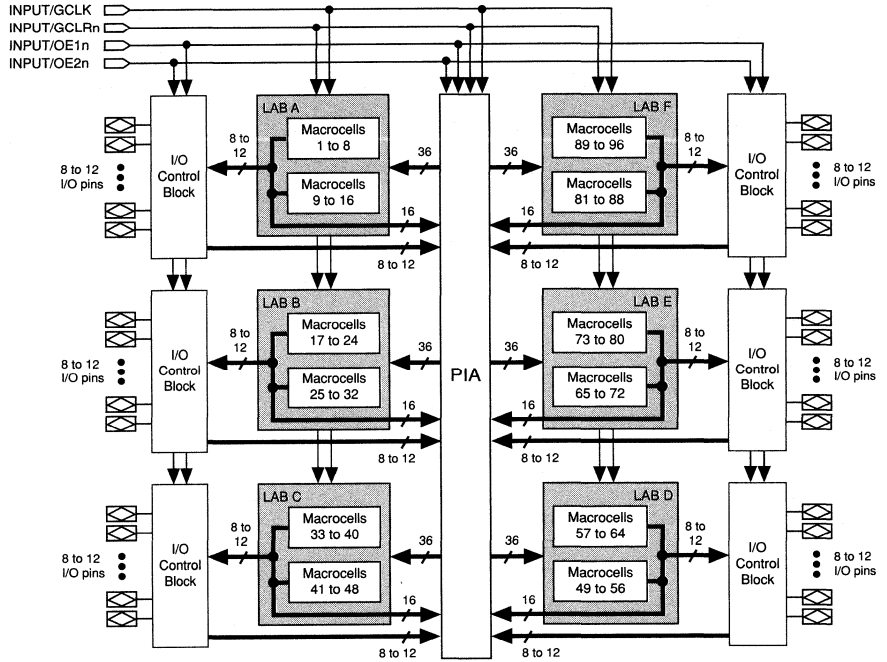 INPUT/GCLK
INPUT/GCLRn
INPUT/OE1n
INPUT/OE2n
LAB A
LAB F
Macrocells
1 to 8
Macrocells
89 to 96
8 to
12
36
36
8 to
12
I/O
Control
Block
I/O
Control
Block
8 to 12
I/O pins
8 to 12
I/O pins
Macrocells
9 to 16
Macrocells
81 to 88
16
16
8 to 12
8 to 12
LAB B
LAB E
Macrocells
17 to 24
Macrocells
73 to 80
8 to
12
36
36
8 to
12
I/O
Control
Block
PIA
I/O
Control
Block
8 to 12
I/O pins
8 to 12
I/O pins
Macrocells
25 to 32
Macrocells
65 to 72
16
16
8 to 12
8 to 12
LAB C
LAB D
Macrocells
33 to 40
Macrocells
57 to 64
8 to
12
36
36
8 to
12
I/O
Control
Block
I/O
Control
Block
8 to 12
I/O pins
8 to 12
I/O pins
Macrocells
41 to 48
Macrocells
49 to 56
16
16
8 to 12
8 to 12